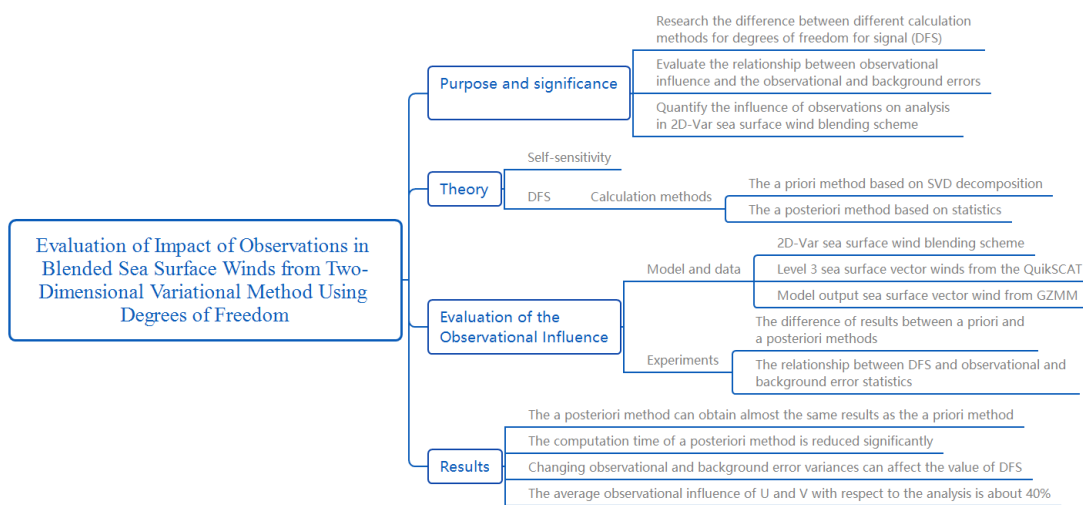 Evaluation of Impact of Observations in
Blended Sea Surface Winds from Two-
Dimensional Variational Method Using
Degrees of Freedom
Purpose and significance
Research the difference between different calculation
methods for degrees of freedom for signal (DFS)
Evaluate the relationship between observational
influence and the observational and background errors
Quantify the influence of observations on analysis
in 2D-Var sea surface wind blending scheme
Theory
Self-sensitivity
DFS
Calculation methods
The a priori method based on SVD decomposition
The a posteriori method based on statistics
Evaluation of the
Observational Influence
Model and data
2D-Var sea surface wind blending scheme
Level 3 sea surface vector winds from the QuikSCAT
Model output sea surface vector wind from GZMM
Experiments
The difference of results between a priori and
a posteriori methods
The relationship between DFS and observational and
background error statistics
Results
The a posteriori method can obtain almost the same results as the a priori method
The computation time of a posteriori method is reduced significantly
Changing observational and background error variances can affect the value of DFS
The average observational influence of U and V with respect to the analysis is about 40%